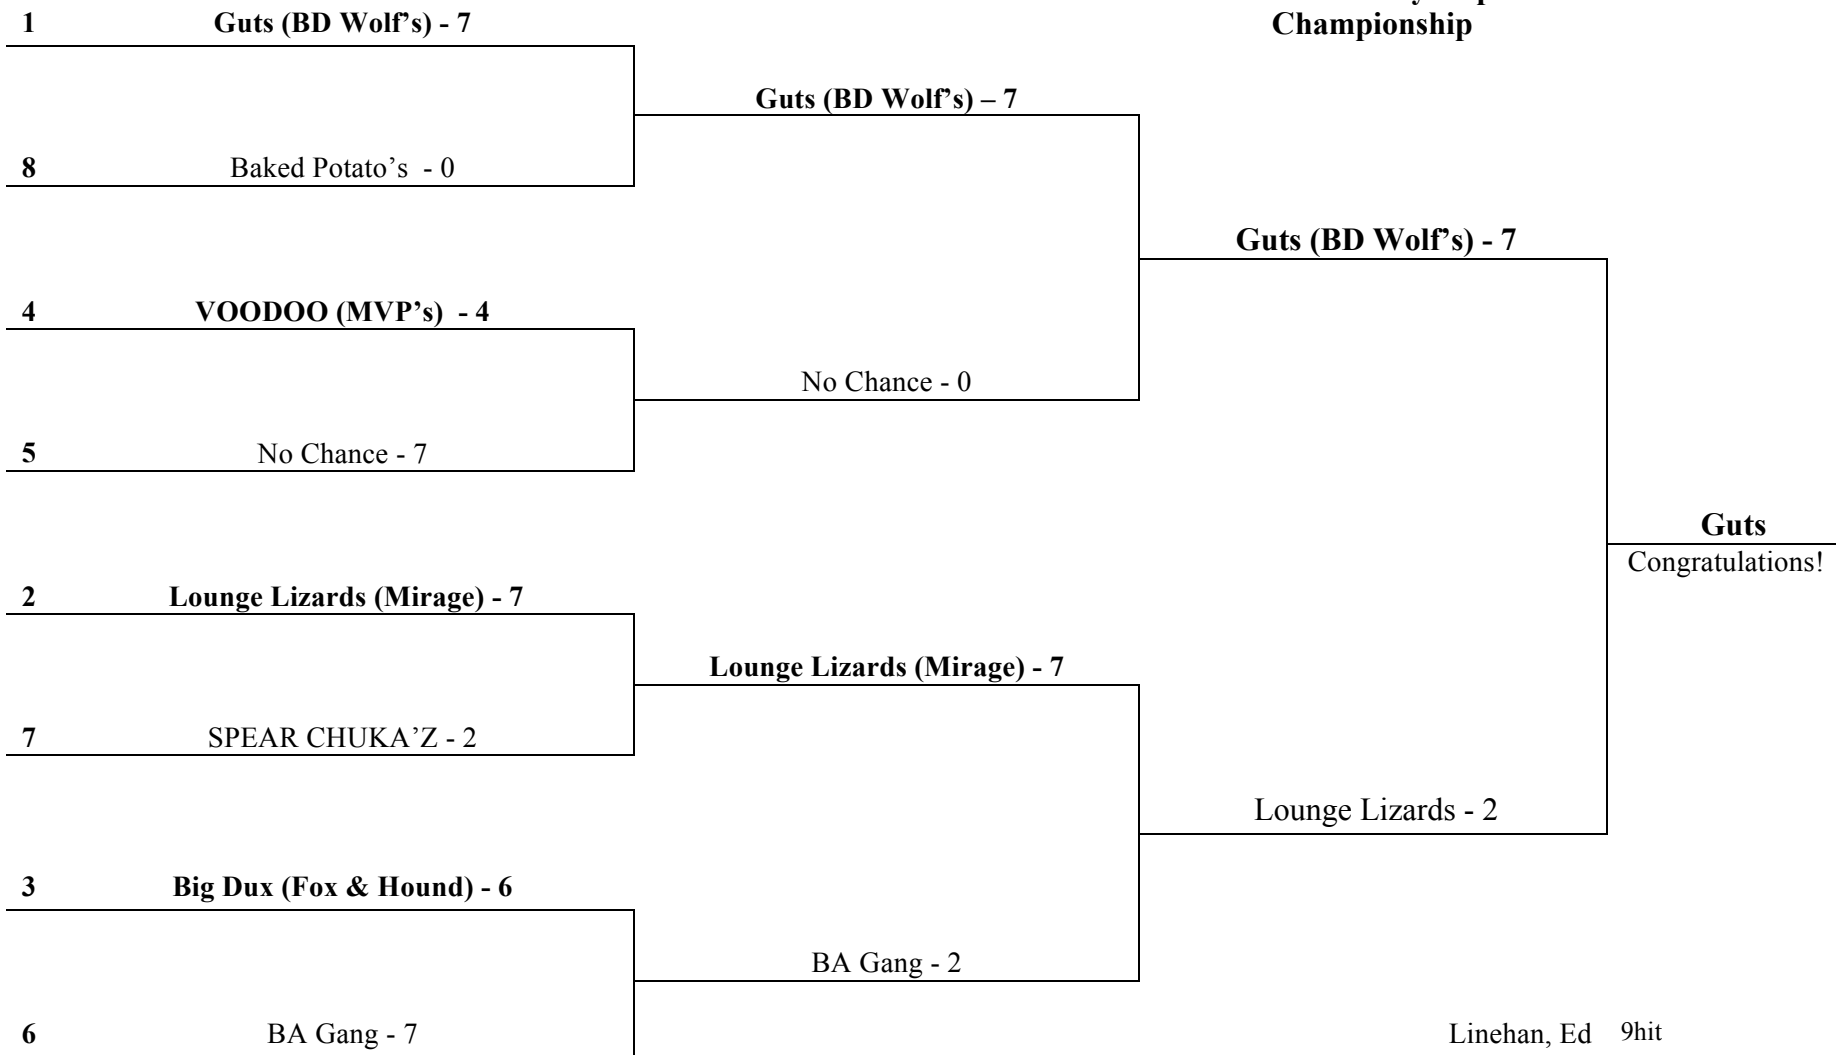 Championship
1 Guts (BD Wolf’s) - 7
Guts (BD Wolf’s) – 7
8 Baked Potato’s - 0
Guts (BD Wolf’s) - 7
4 VOODOO (MVP’s) - 4
No Chance - 0
5 No Chance - 7
Guts
Congratulations!
2 Lounge Lizards (Mirage) - 7
Lounge Lizards (Mirage) - 7
7 SPEAR CHUKA’Z - 2
Lounge Lizards - 2
3 Big Dux (Fox & Hound) - 6
BA Gang - 2
6 BA Gang - 7
Linehan, Ed 9hit